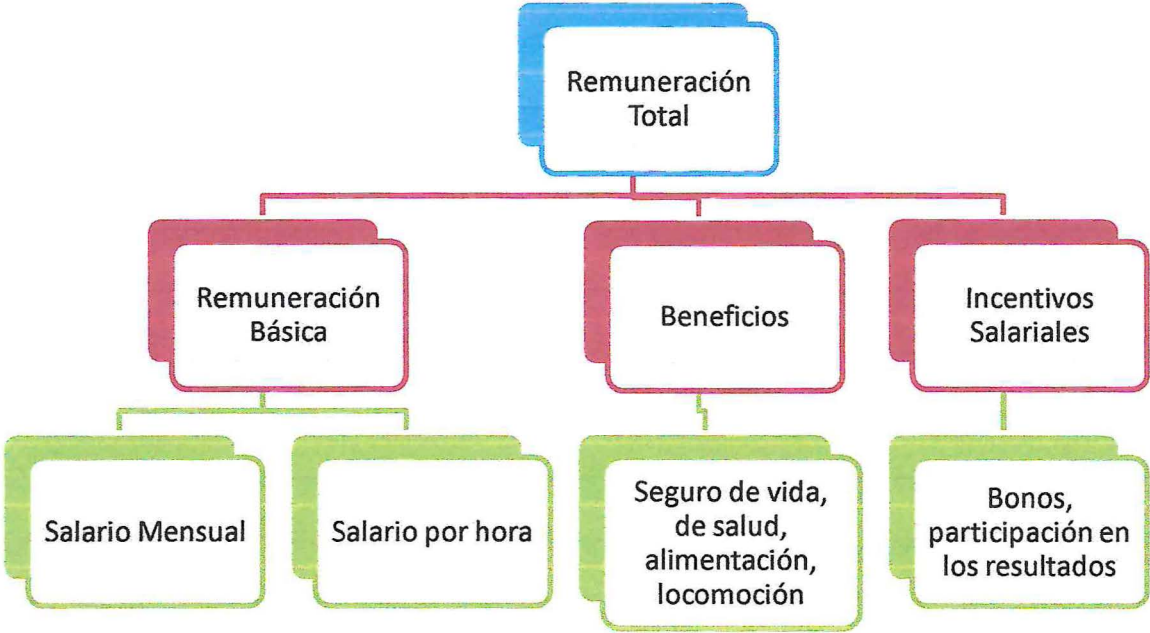 Remuneración
Total
Remuneración
Básica
Beneficios
Incentivos
Salariales
Salario Mensual
Salario por hora
Seguro de vida,
de salud,
alimentación,
locomoción
Bonos,
participación en
los resultados